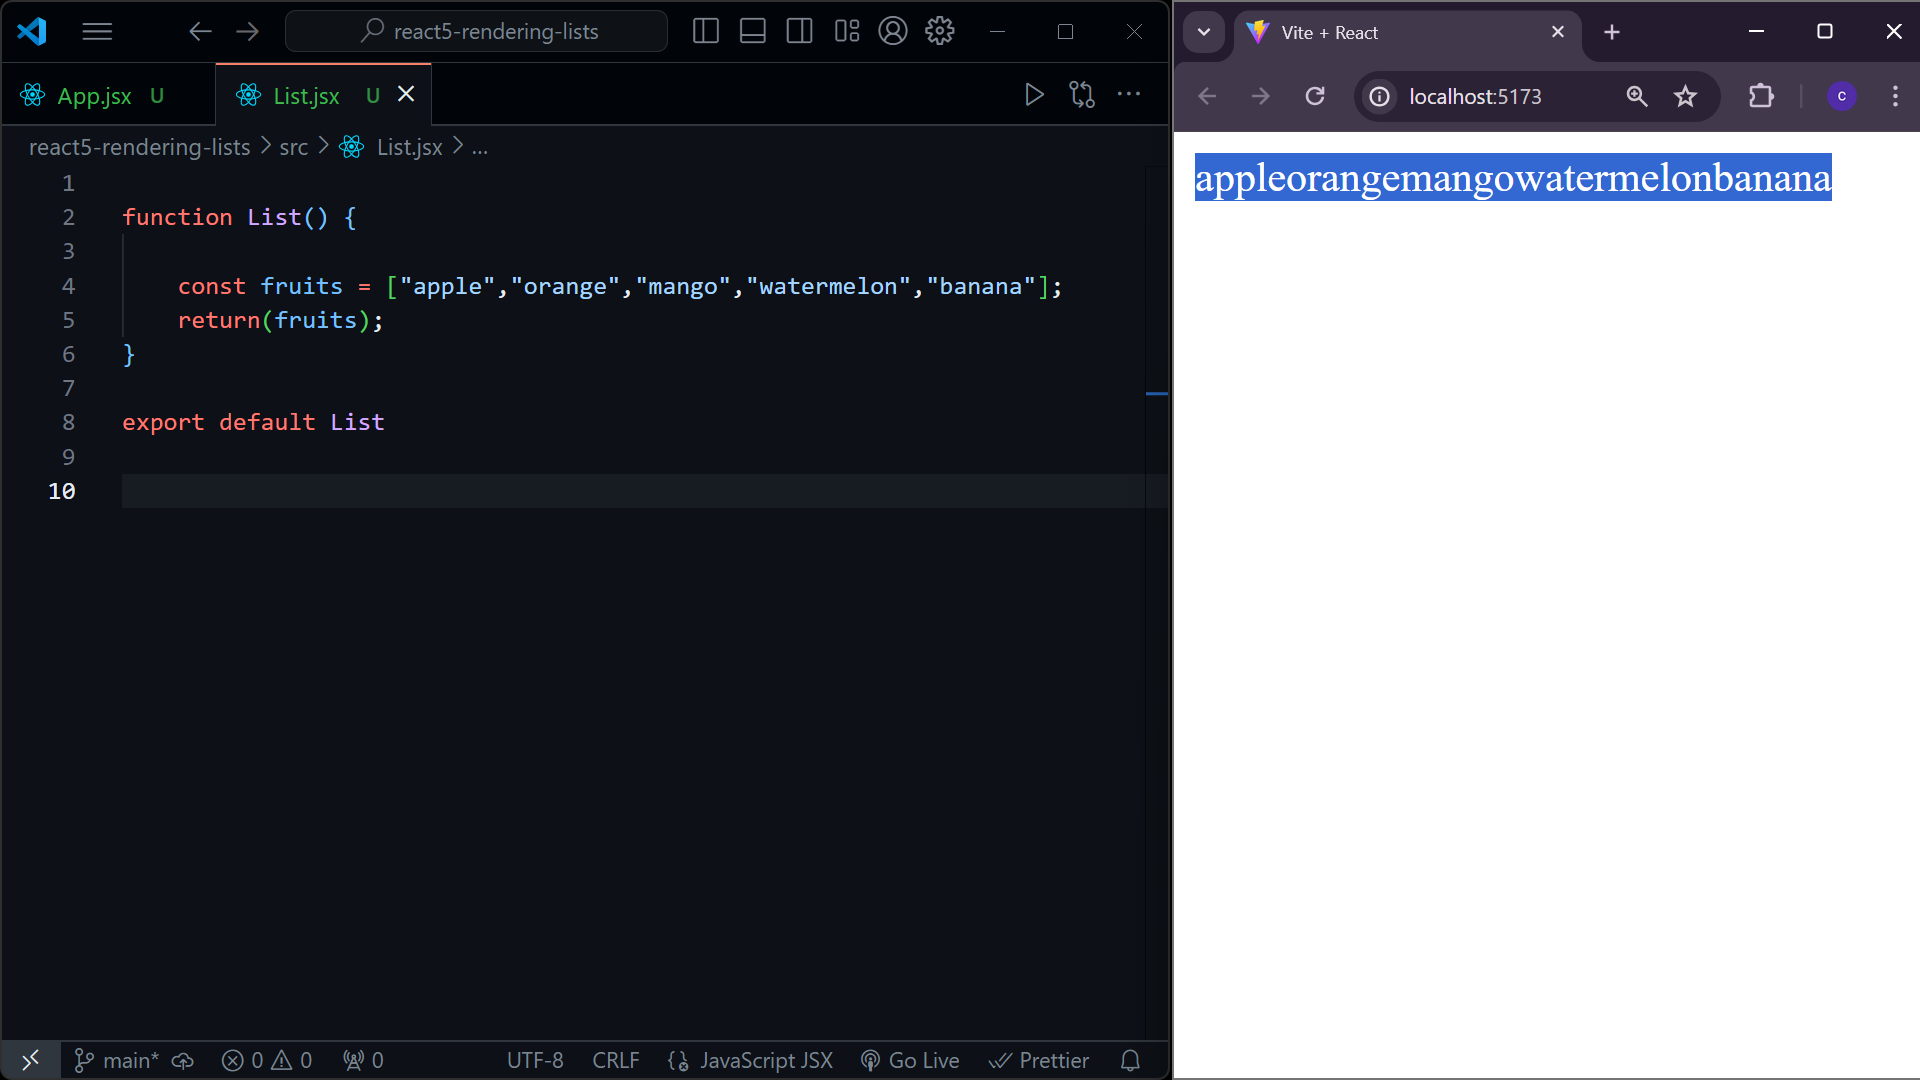 react5-rendering-lists
App.jsx U
List.jsx U
react5-rendering-lists > src > List.jsx > ...
1
2 function List() {
3
4 const fruits = ["apple","orange","mango","watermelon","banana"];
5 return(fruits);
6 }
7
8 export default List
9
10
main* 0 0 0 UTF-8 CRLF JavaScript JSX Go Live Prettier
Vite + React
localhost:5173
c
appleorangemangowatermelonbanana